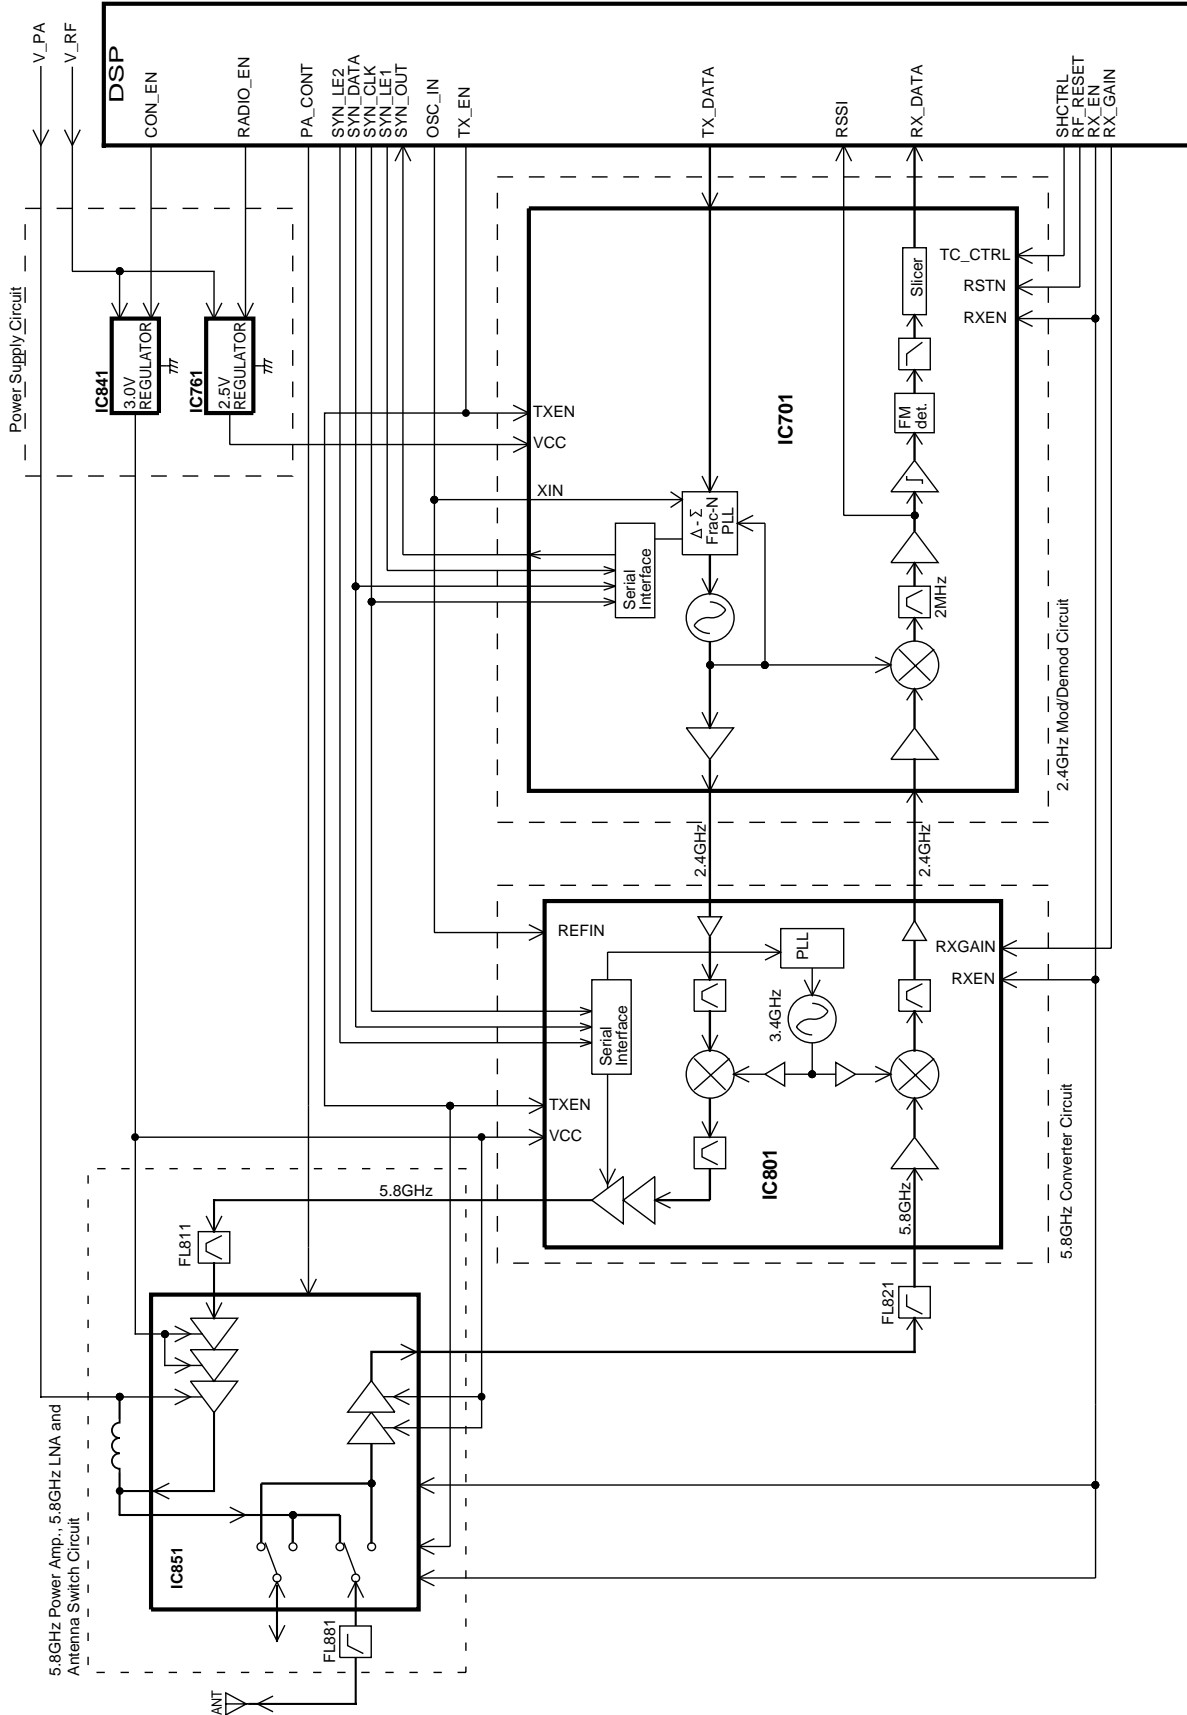 V_PA
V_RF
DSP
CON_EN
RADIO_EN
PA_CONT
SYN_LE2
SYN_DATA
SYN_CLK
SYN_LE1
SYN_OUT
OSC_IN
TX_EN
TX_DATA
RSSI
RX_DATA
SHCTRL
RF_RESET
RX_EN
RX_GAIN
Power Supply Circuit
IC841
3.0V
REGULATOR
IC761
2.5V
REGULATOR
TXEN
VCC
XIN
Serial
Interface
Δ - Σ
Frac-N
PLL
IC701
Slicer
FM
det.
2MHz
TC_CTRL
RSTN
RXEN
2.4GHz Mod/Demod Circuit
2.4GHz
2.4GHz
REFIN
Serial
Interface
TXEN
VCC
PLL
3.4GHz
RXGAIN
RXEN
IC801
5.8GHz
5.8GHz
5.8GHz Converter Circuit
FL811
FL821
5.8GHz Power Amp., 5.8GHz LNA and
Antenna Switch Circuit
IC851
FL881
ANT